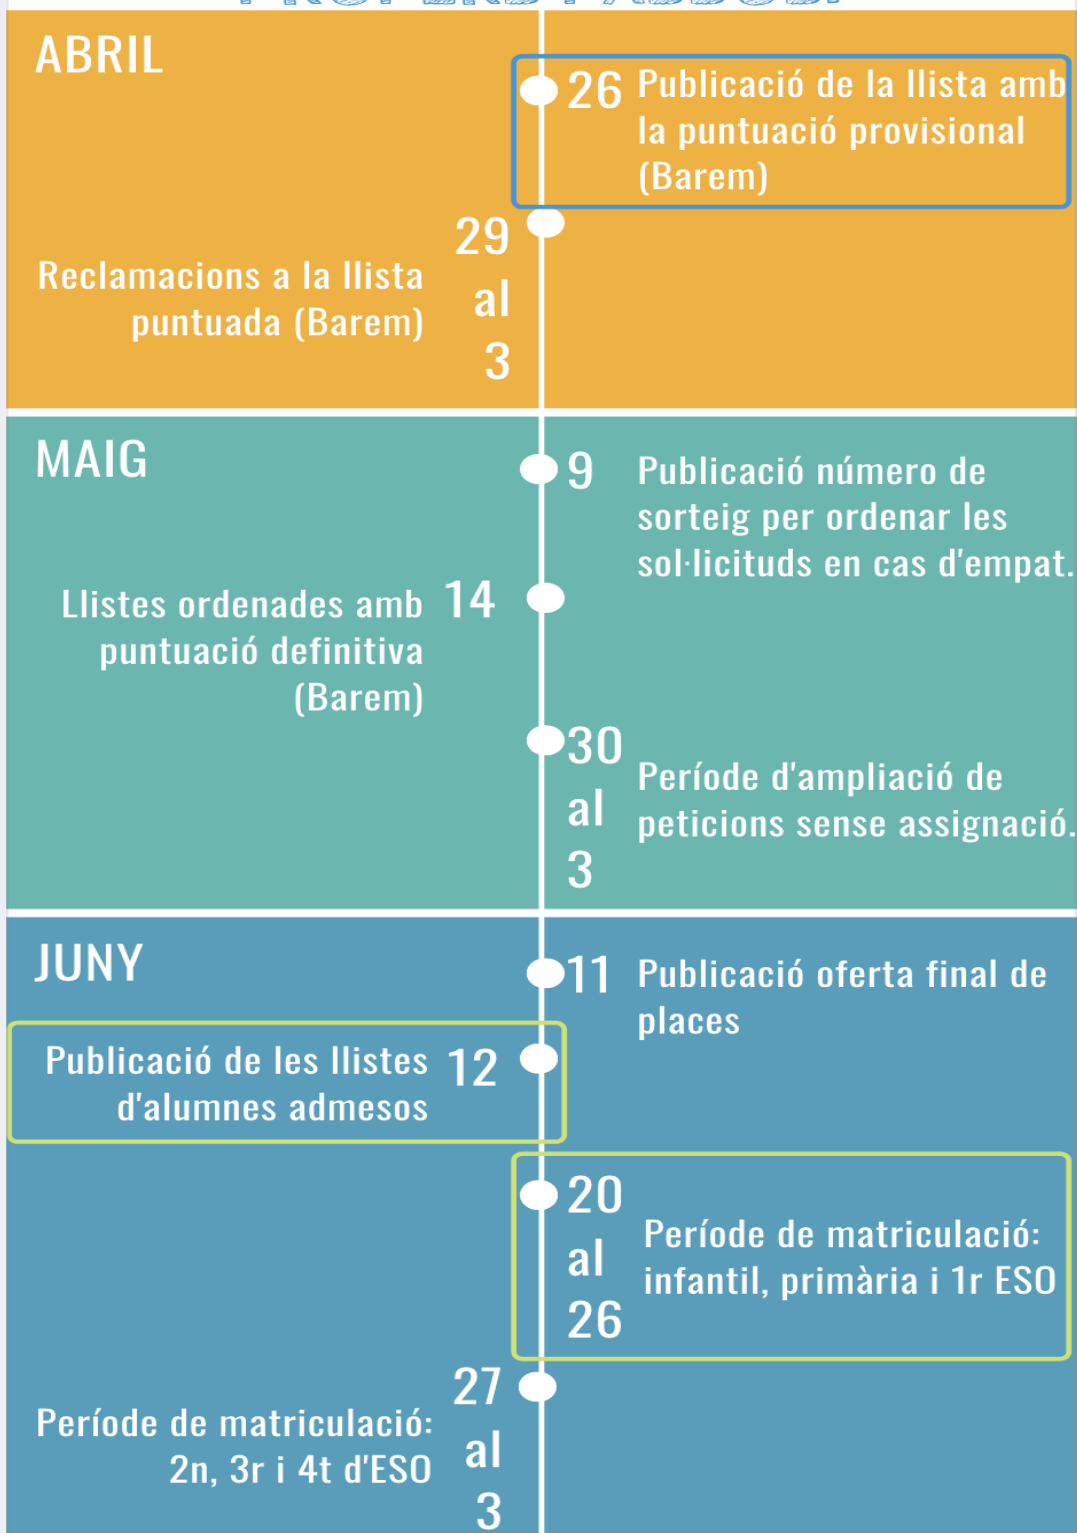 ABRIL
26 Publicació de la llista amb
la puntuació provisional
(Barem)
29
al
3
Reclamacions a la llista
puntuada (Barem)
MAIG
9 Publicació número de
sorteig per ordenar les
sol·licituds en cas d'empat.
Llistes ordenades amb 14
puntuació definitiva
(Barem)
30
al
3
Període d'ampliació de
peticions sense assignació.
JUNY
11 Publicació oferta final de
places
Publicació de les llistes 12
d'alumnes admesos
20
al
26
Període de matriculació:
infantil, primària i 1r ESO
27
al
3
Període de matriculació:
2n, 3r i 4t d'ESO